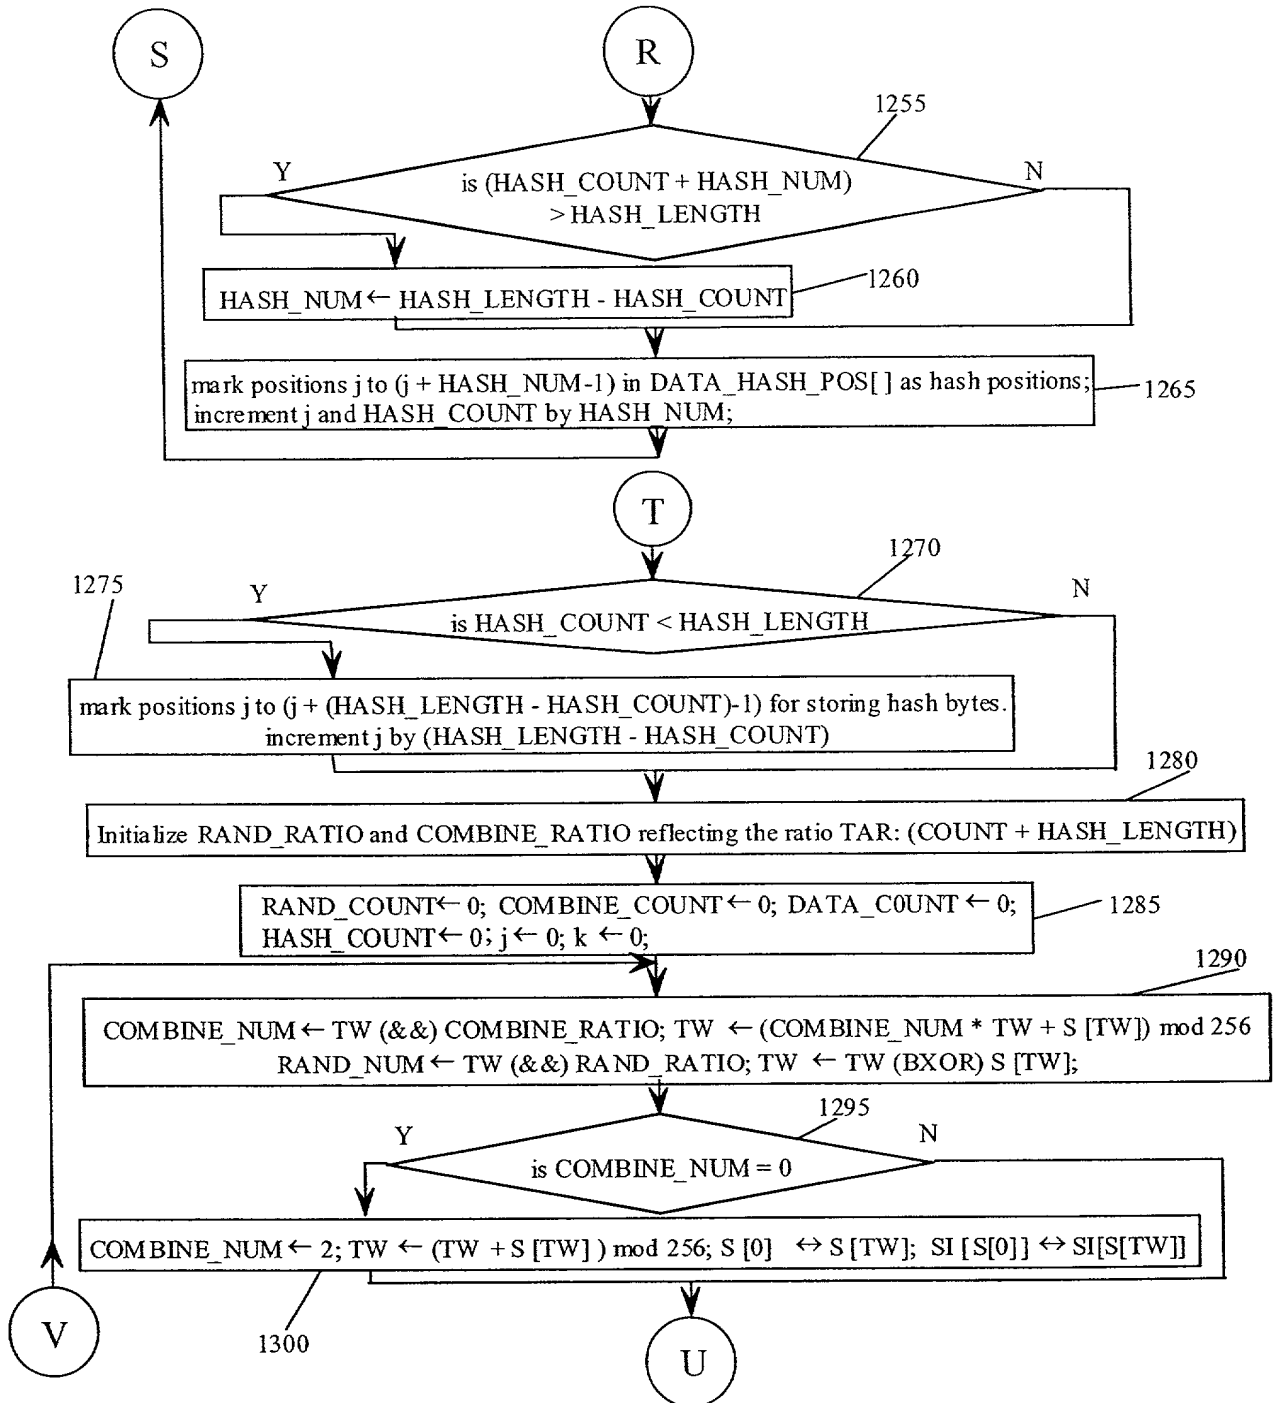 S
R
1255
Y
N
is (HASH_COUNT + HASH_NUM)
> HASH_LENGTH
1260
HASH_NUM ← HASH_LENGTH - HASH_COUNT
mark positions j to (j + HASH_NUM-1) in DATA_HASH_POS[ ] as hash positions;
increment j and HASH_COUNT by HASH_NUM;
1265
T
1270
1275
Y
N
is HASH_COUNT < HASH_LENGTH
mark positions j to (j + (HASH_LENGTH - HASH_COUNT)-1) for storing hash bytes.
increment j by (HASH_LENGTH - HASH_COUNT)
1280
Initialize RAND_RATIO and COMBINE_RATIO reflecting the ratio TAR: (COUNT + HASH_LENGTH)
RAND_COUNT ← 0; COMBINE_COUNT ← 0; DATA_C0UNT ← 0;
HASH_COUNT ← 0; j ← 0; k ← 0;
1285
1290
COMBINE_NUM ← TW (&&) COMBINE_RATIO; TW ← (COMBINE_NUM * TW + S [TW]) mod 256
RAND_NUM ← TW (&&) RAND_RATIO; TW ← TW (BXOR) S [TW];
1295
Y
N
is COMBINE_NUM = 0
COMBINE_NUM ← 2; TW ← (TW + S [TW] ) mod 256; S [0] ↔ S [TW]; SI [S[0]] ↔ SI[S[TW]]
V
1300
U